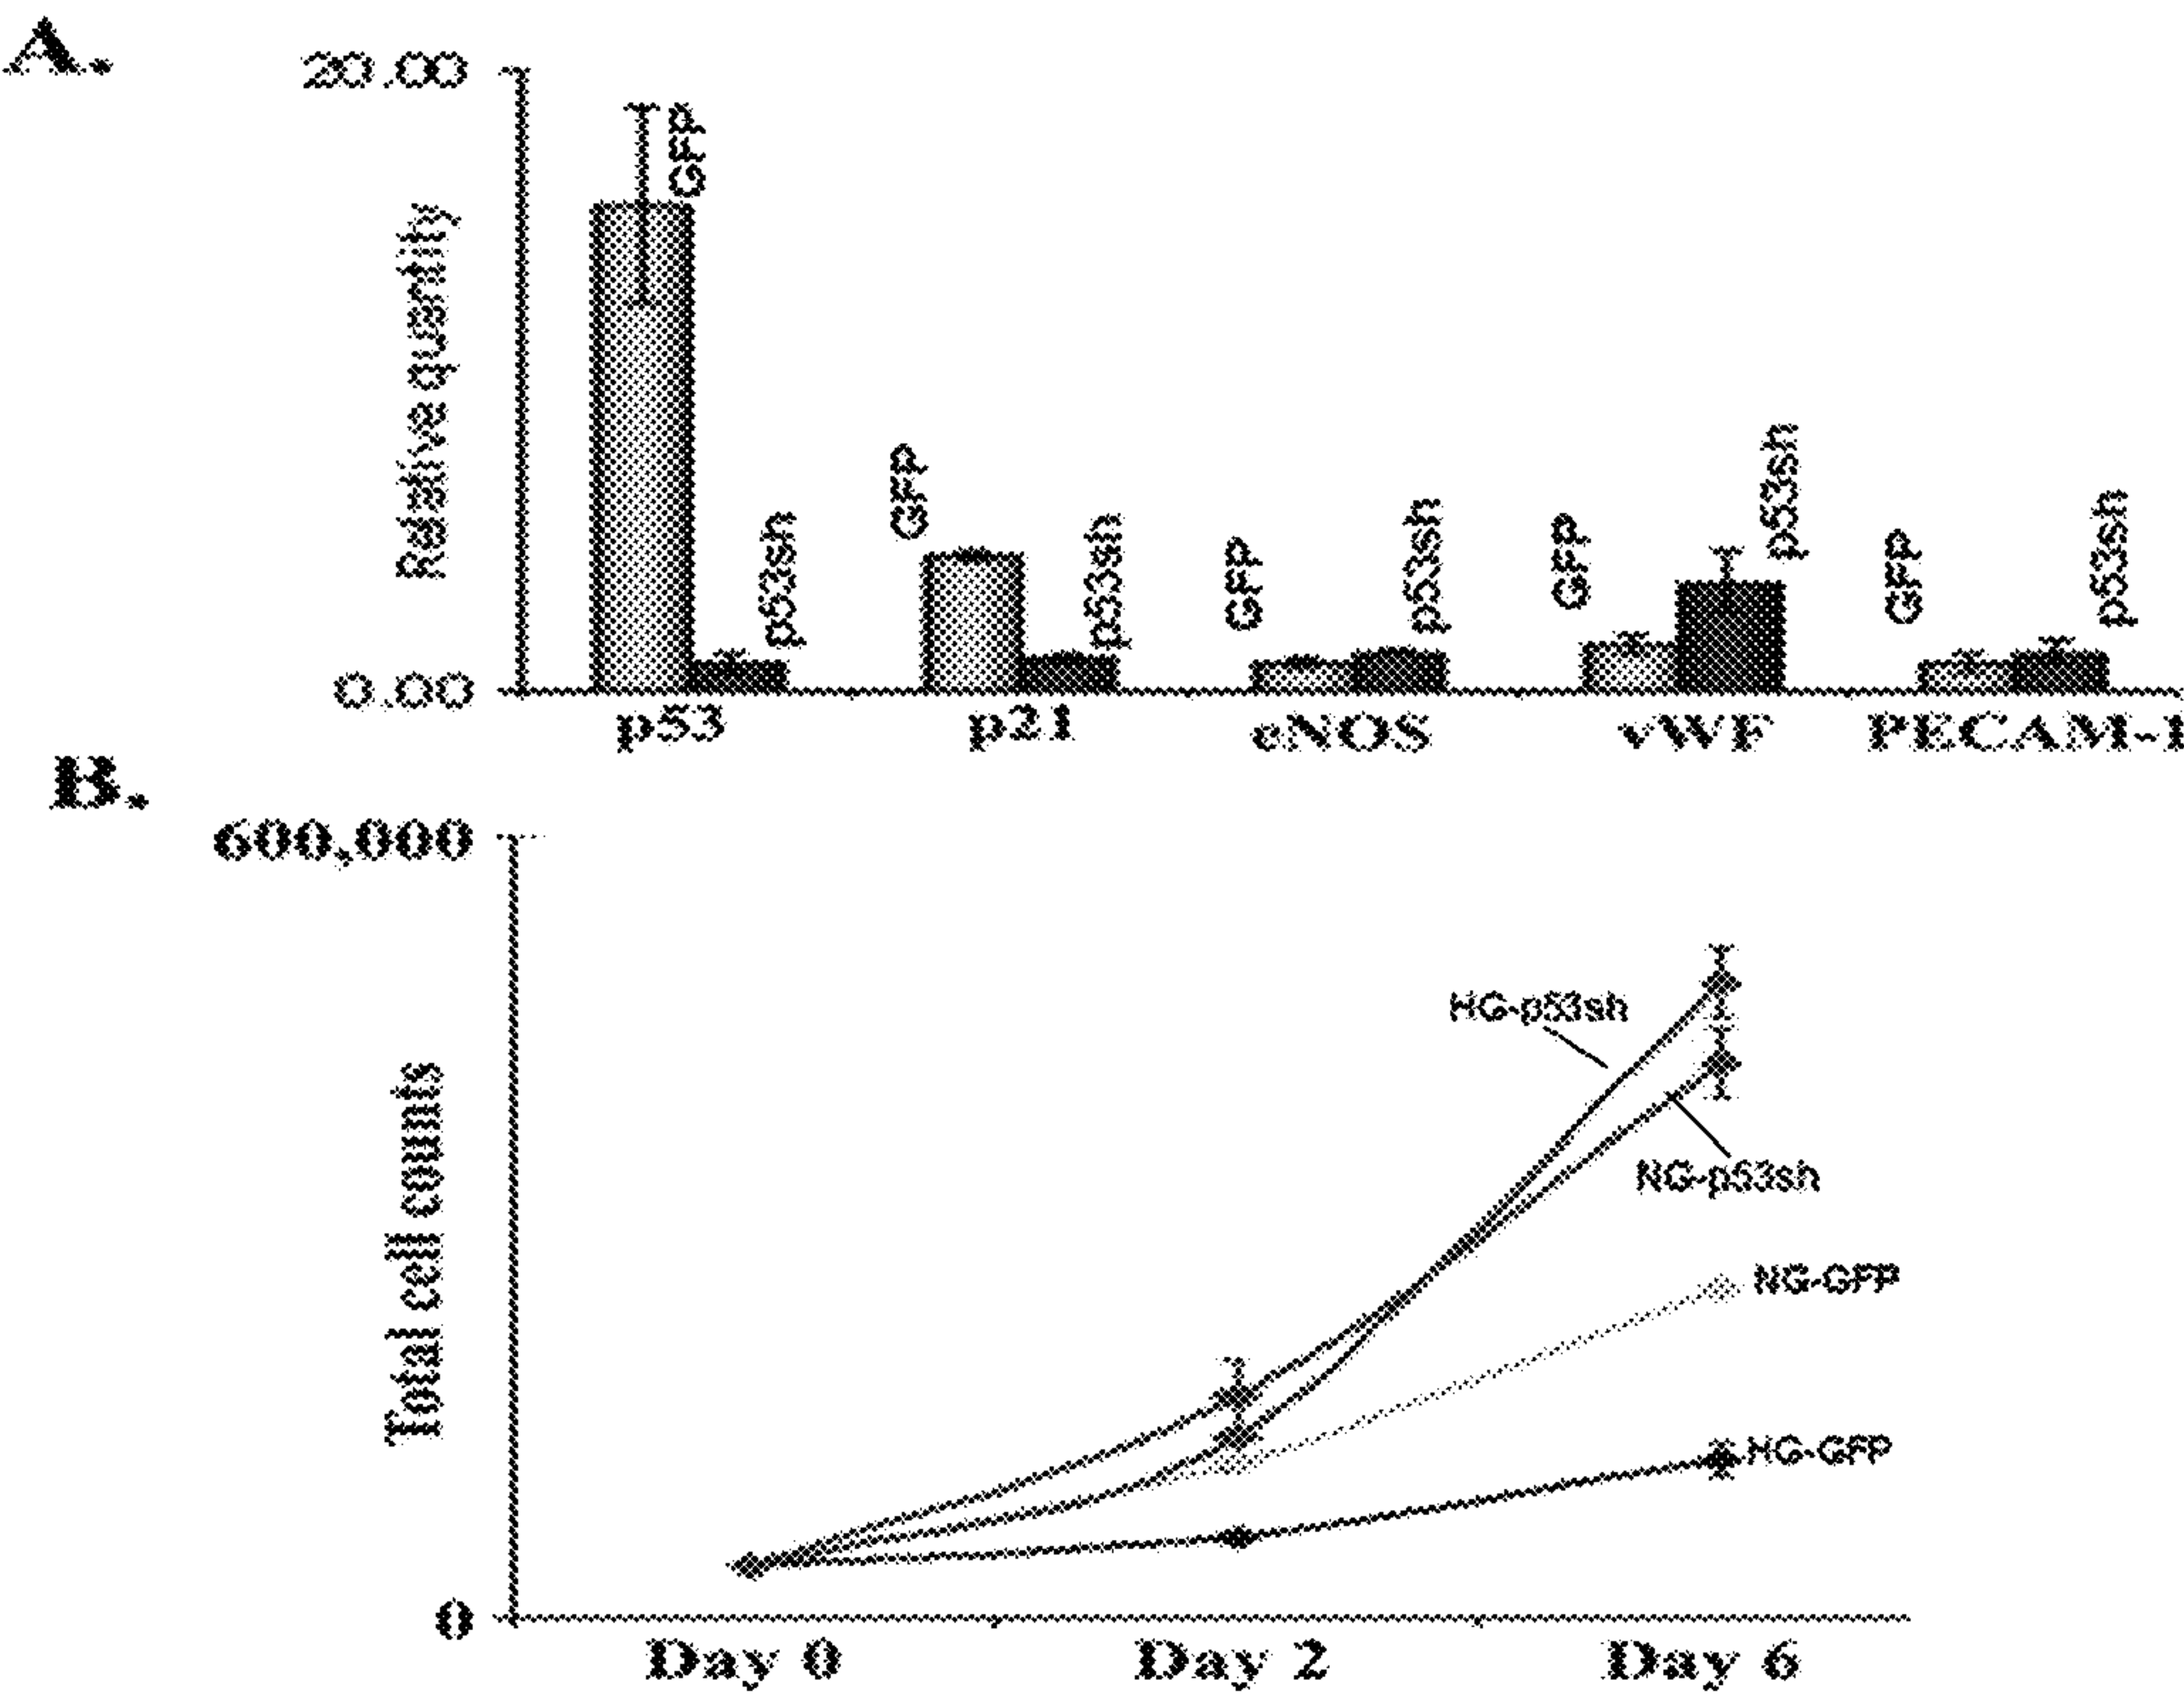 A.
20.00
Relative quantity
GFP
p53sh
GFP
p53sh
GFP
p53sh
GFP
p53sh
GFP
p53sh
0.00
p53 p21 eNOS vWF PECAM-1
B.
600,000
Total cell counts
HG-p53sh
NG-p53sh
NG-GFP
HG-GFP
0
Day 0 Day 2 Day 6